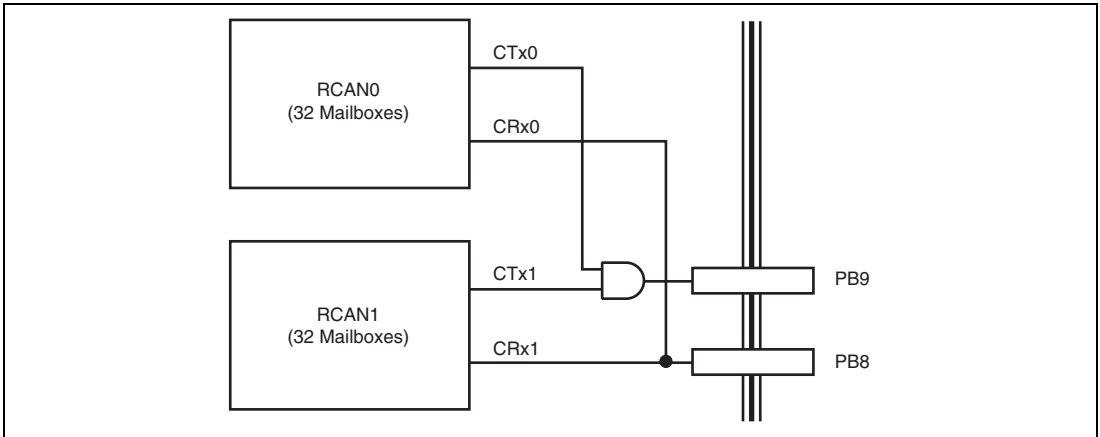 CTx0
RCAN0
(32 Mailboxes)
CRx0
CTx1
PB9
RCAN1
(32 Mailboxes)
CRx1
PB8